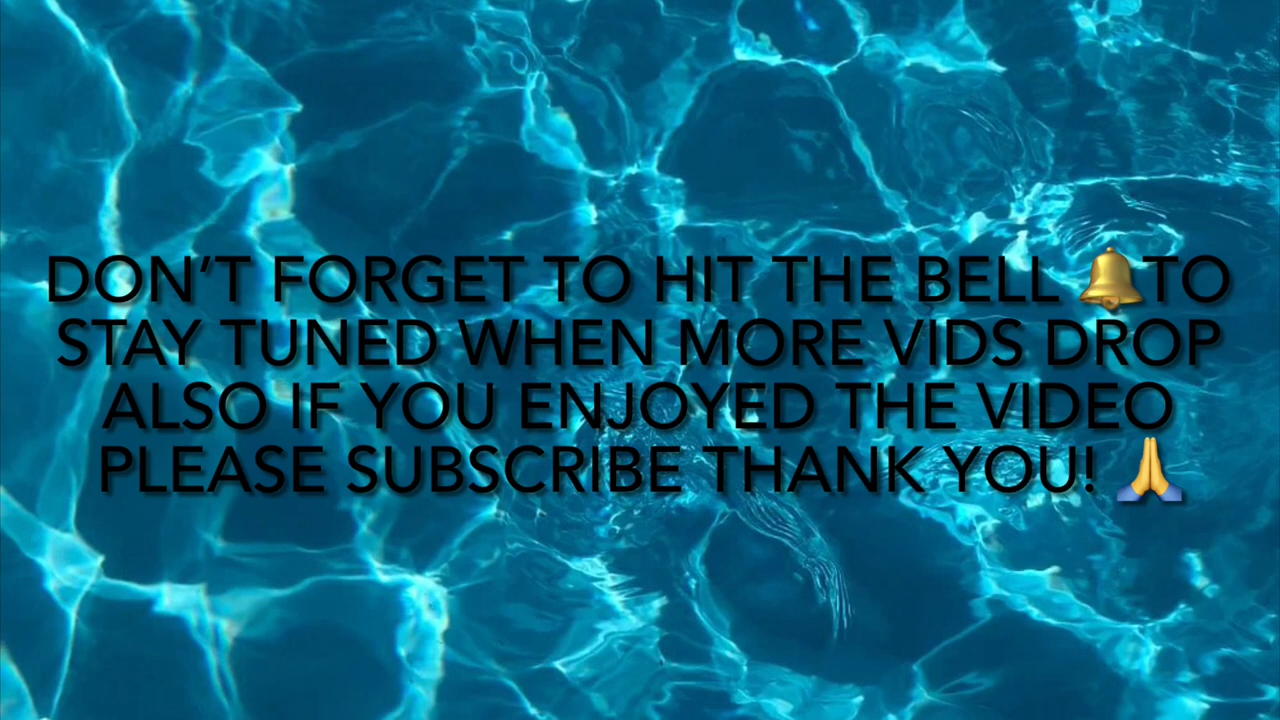 DON’T FORGET TO HIT THE BELL 🔔TO
STAY TUNED WHEN MORE VIDS DROP
ALSO IF YOU ENJOYED THE VIDEO
PLEASE SUBSCRIBE THANK YOU! 🙏